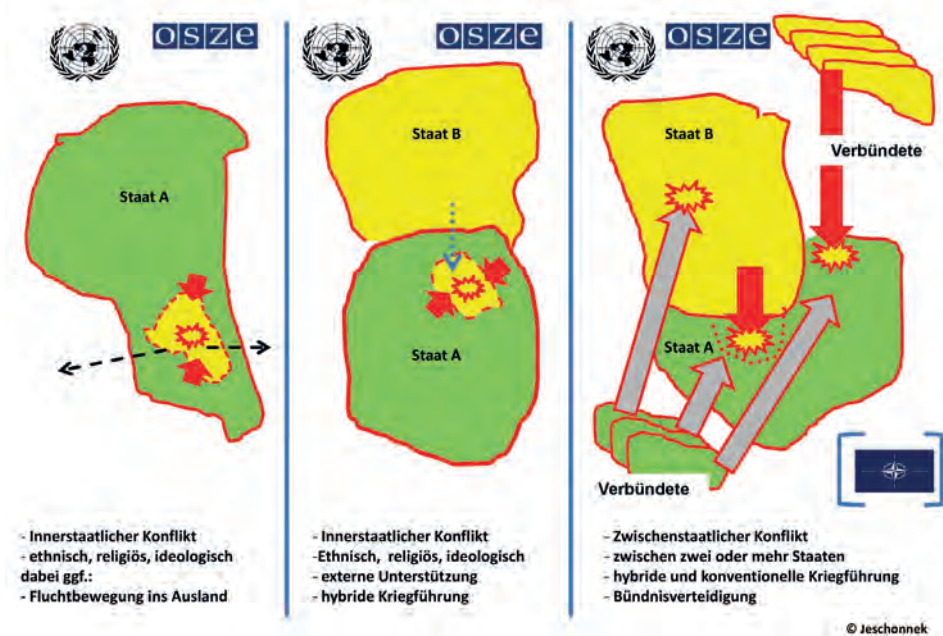 osze
Staat A
- Innerstaatlicher Konflikt
- ethnisch, religiös, ideologisch
dabei ggf.:
- Fluchtbewegung ins Ausland
osze
Staat B
Staat A
- Innerstaatlicher Konflikt
-Ethnisch, religiös, ideologisch
- externe Unterstützung
- hybride Kriegführung
osze
Staat B
Verbündete
Staat A
Verbündete
- Zwischenstaatlicher Konflikt
- zwischen zwei oder mehr Staaten
- hybride und konventionelle Kriegführung
- Bündnisverteidigung
© Jeschonnek